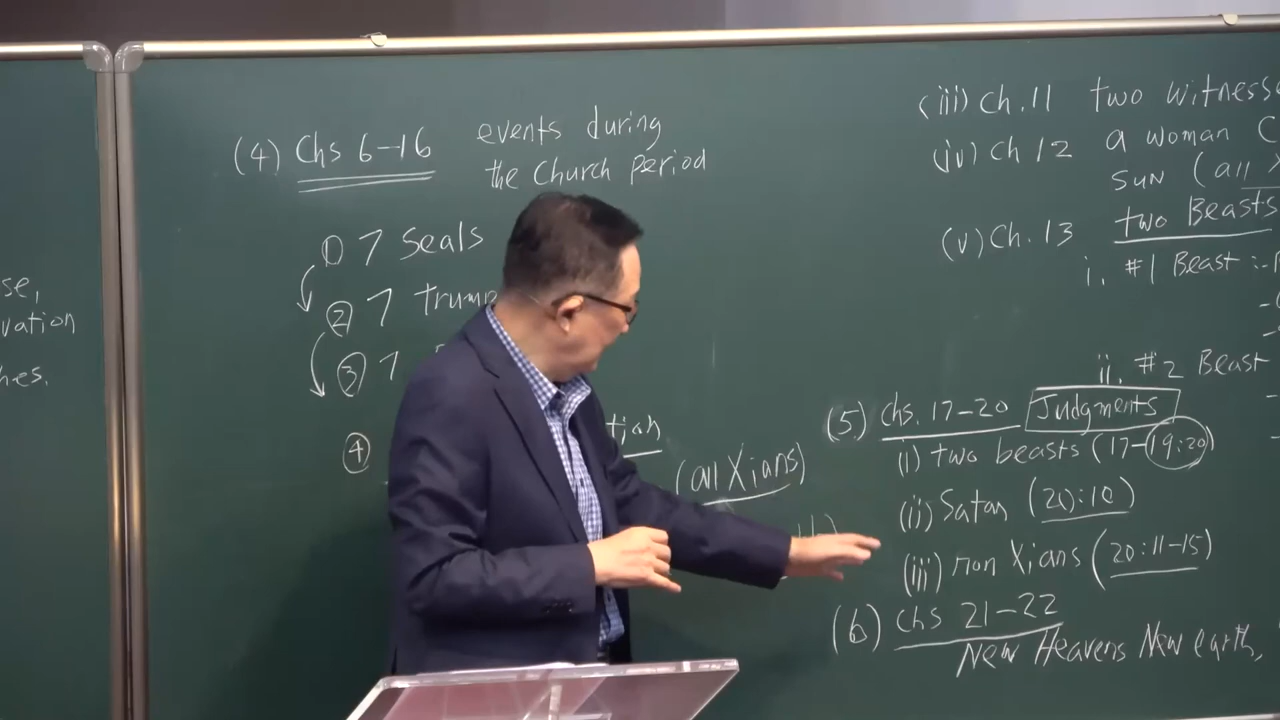 se,
vation
hes.
(4) Chs 6-16 events during
the Church period
① 7 Seals
② 7 Trump
③ 7
④
tiah
(all Xians)
(iii) Ch.11 two Witness
(iv) Ch 12 a woman C
SUN (all X
(v) Ch. 13 two Beasts
i. #1 Beast :-
ii. #2 Beast
(5) Chs. 17-20 Judgments
(i) two beasts (17-19:20)
(ii) Satan (20:10)
(iii) non Xians (20:11-15)
(6) Chs 21-22
New Heavens New earth,